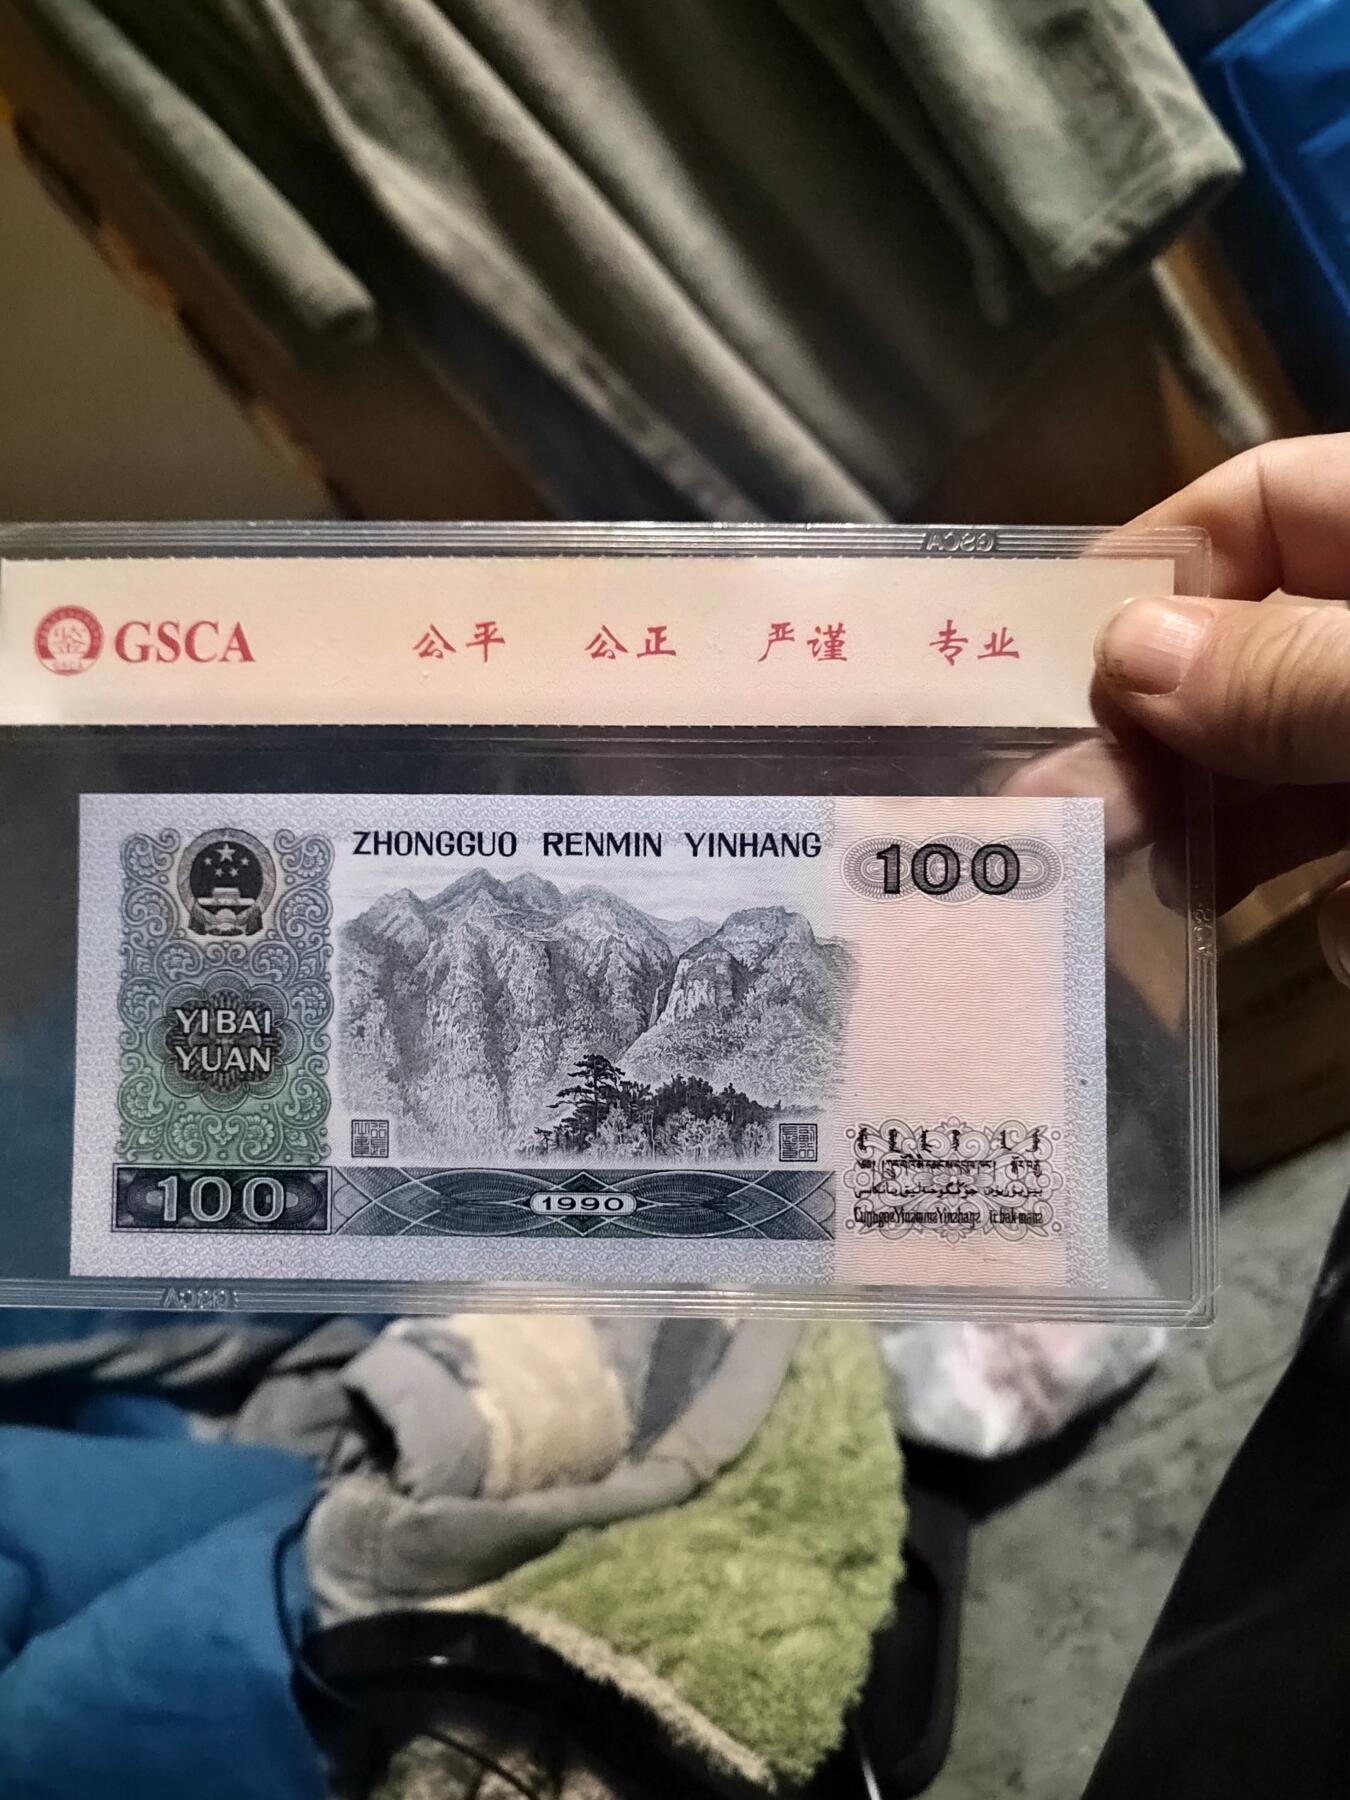 GSCA 公平 公正 严谨 专业
ZHONGGUO RENMIN YINHANG
100
YI BAI
YUAN
100
1990